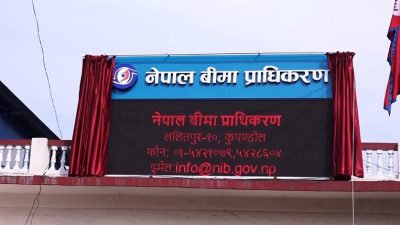 नेपाल बीमा प्राधिकरण
नेपाल बीमा प्राधिकरण
ललितपुर-१०, कुपण्डोल
फोन: ०१-५४२१०७९,५४२८६०४
इमेल:info@nib.gov.np